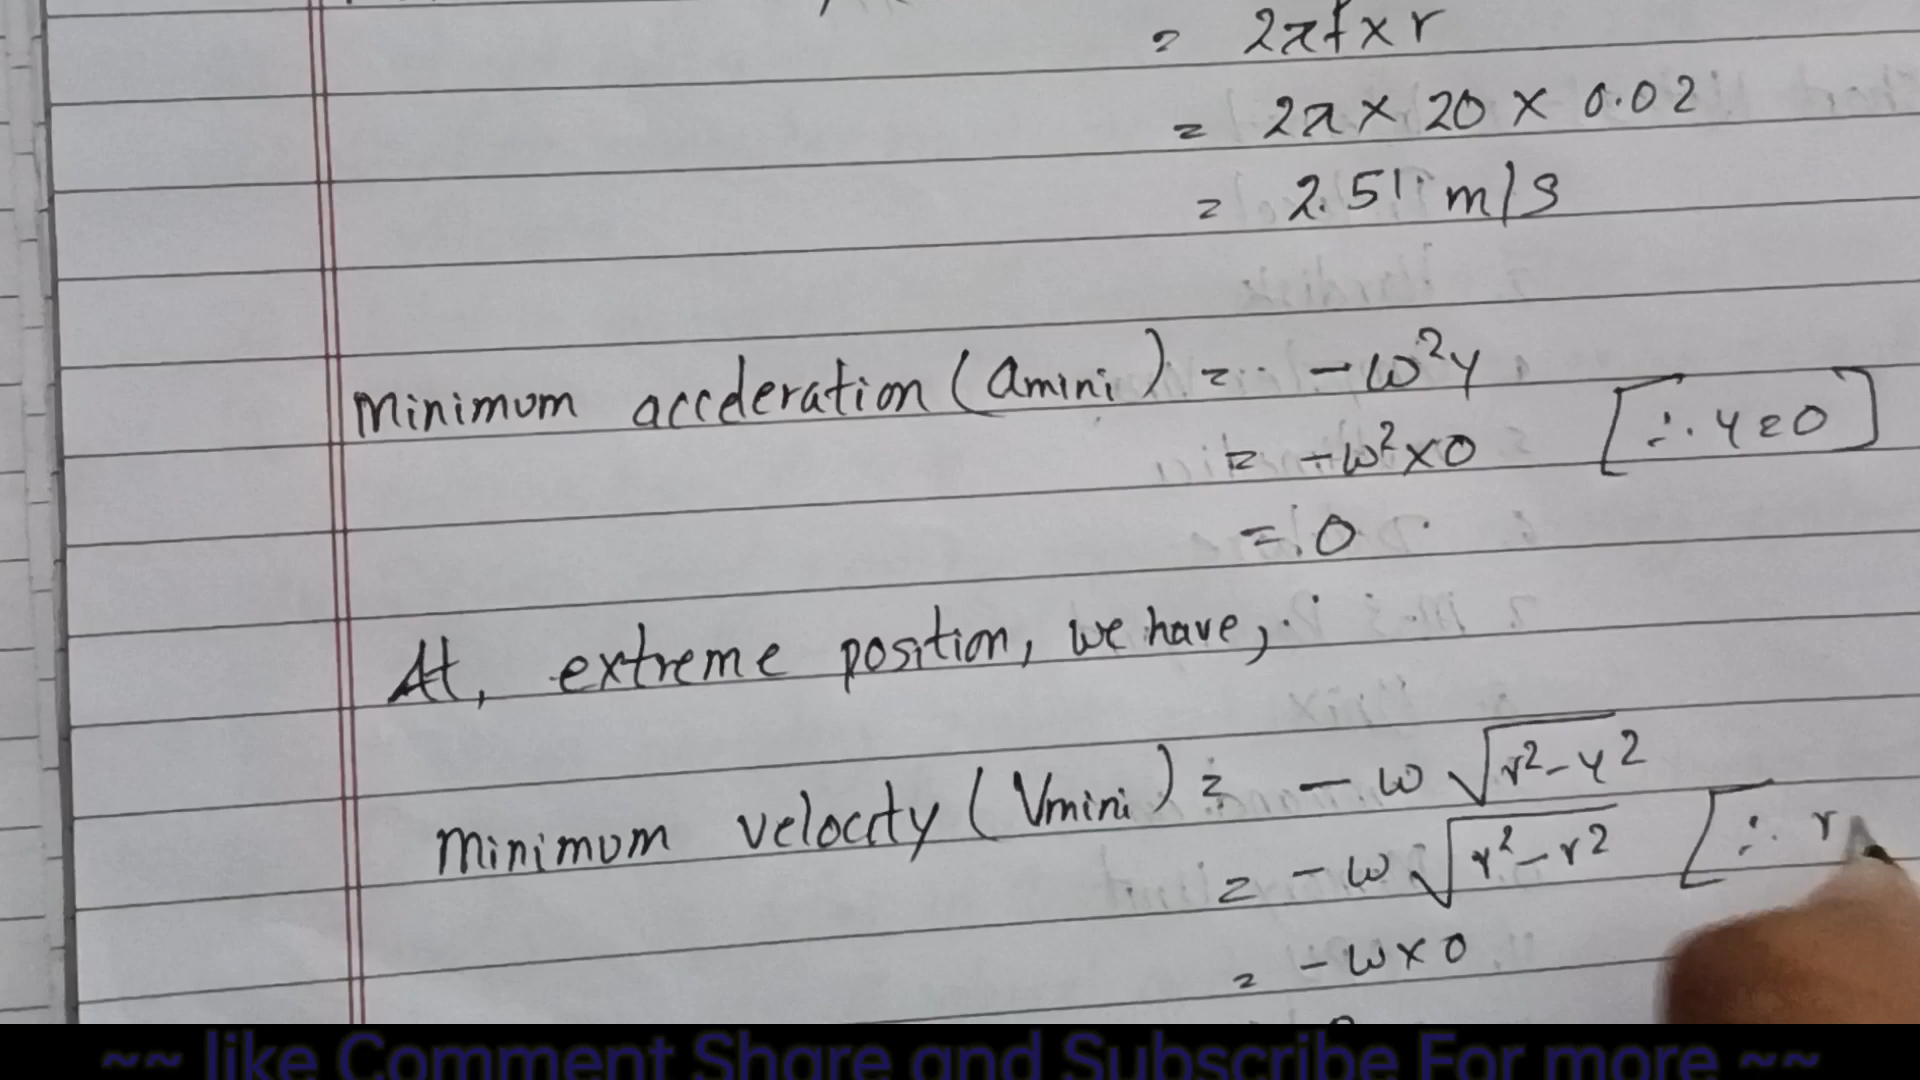 = 2πf × r
= 2π × 20 × 0.02
= 2.51 m/s
Minimum acceleration (amini) = -ω²y
= -ω² × 0 [∴ y = 0]
= 0
At, extreme position, we have,
Minimum velocity (Vmini) = -ω √r² - y²
= -ω √r² - r² [∴ r
= -ω × 0
~~ like Comment Share and Subscribe For more ~~